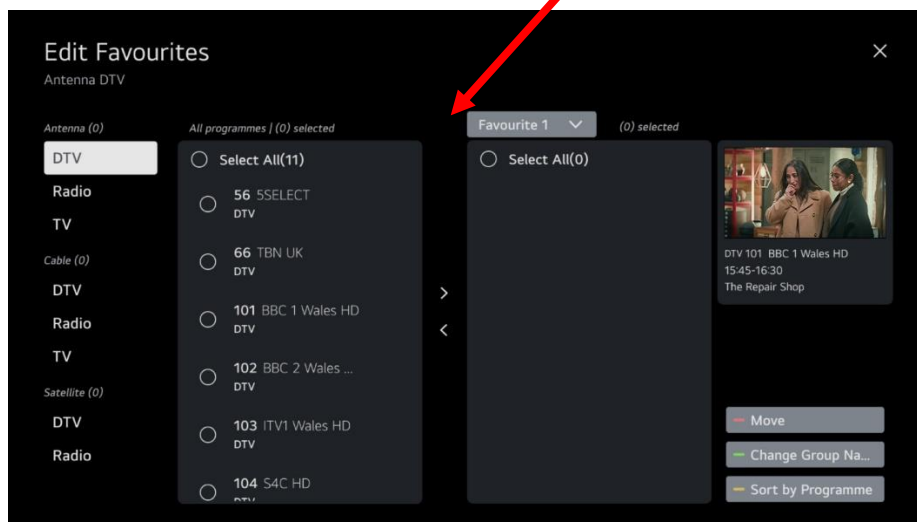 Edit Favourites
Antenna DTV
Antenna (0)
DTV
Radio
TV
Cable (0)
DTV
Radio
TV
Satellite (0)
DTV
Radio
All programmes | (0) selected
Select All(11)
56 5SELECT
DTV
66 TBN UK
DTV
101 BBC 1 Wales HD
DTV
102 BBC 2 Wales ...
DTV
103 ITV1 Wales HD
DTV
104 S4C HD
DTV
Favourite 1
(0) selected
Select All(0)
DTV 101 BBC 1 Wales HD
15:45-16:30
The Repair Shop
Move
Change Group Na...
Sort by Programme